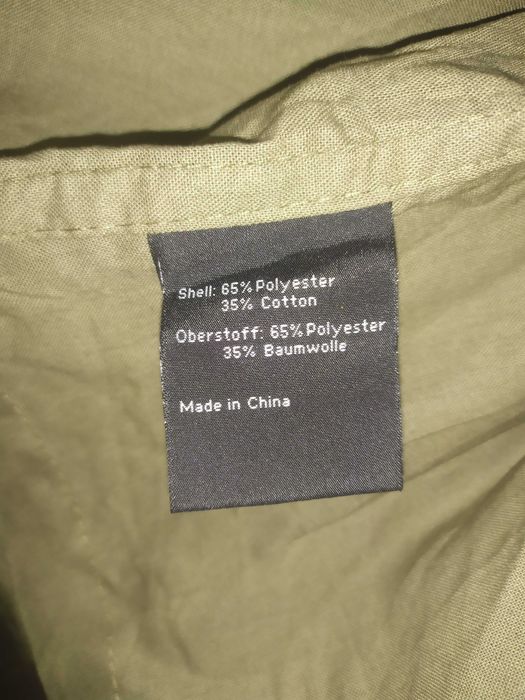 Shell: 65% Polyester
35% Cotton
Oberstoff: 65% Polyester
35% Baumwolle
Made in China